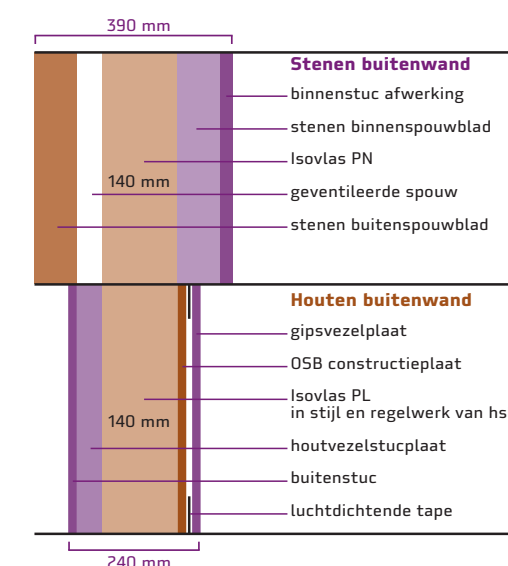 390 mm
Stenen buitenwand
binnenstuc afwerking
stenen binnenspouwblad
Isovlas PN
140 mm
geventileerde spouw
stenen buitenspouwblad
Houten buitenwand
gipsvezelplaat
OSB constructieplaat
Isovlas PL
in stijl en regelwerk van hs
140 mm
houtvezelstucplaat
buitenstuc
luchtdichtende tape
240 mm